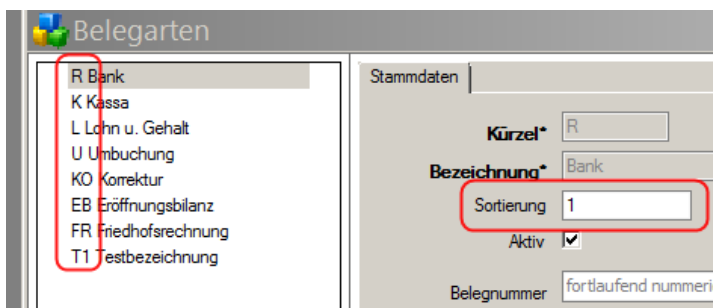 Belegarten
R Bank
K Kassa
L Lohn u. Gehalt
U Umbuchung
KO Korrektur
EB Eröffnungsbilanz
FR Friedhofsrechnung
T1 Testbezeichnung
Stammdaten
Kürzel* R
Bezeichnung* Bank
Sortierung 1
Aktiv
Belegnummer fortlaufend